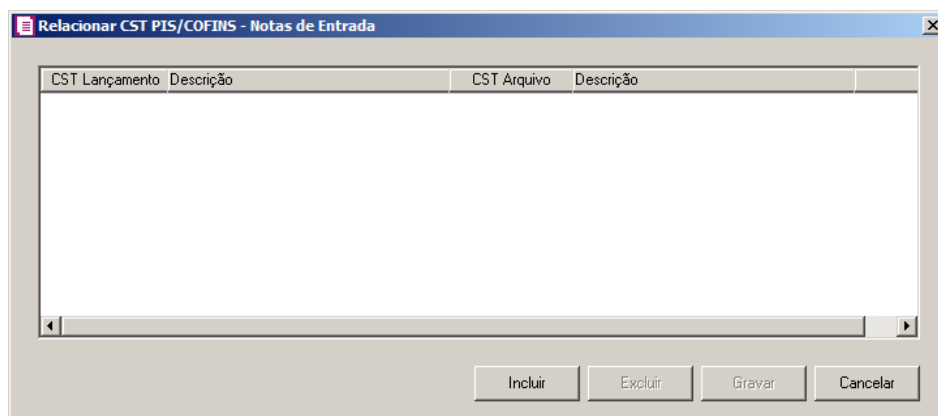 Relacionar CST PIS/COFINS - Notas de Entrada
CST Lançamento Descrição CST Arquivo Descrição
Incluir Excluir Gravar Cancelar